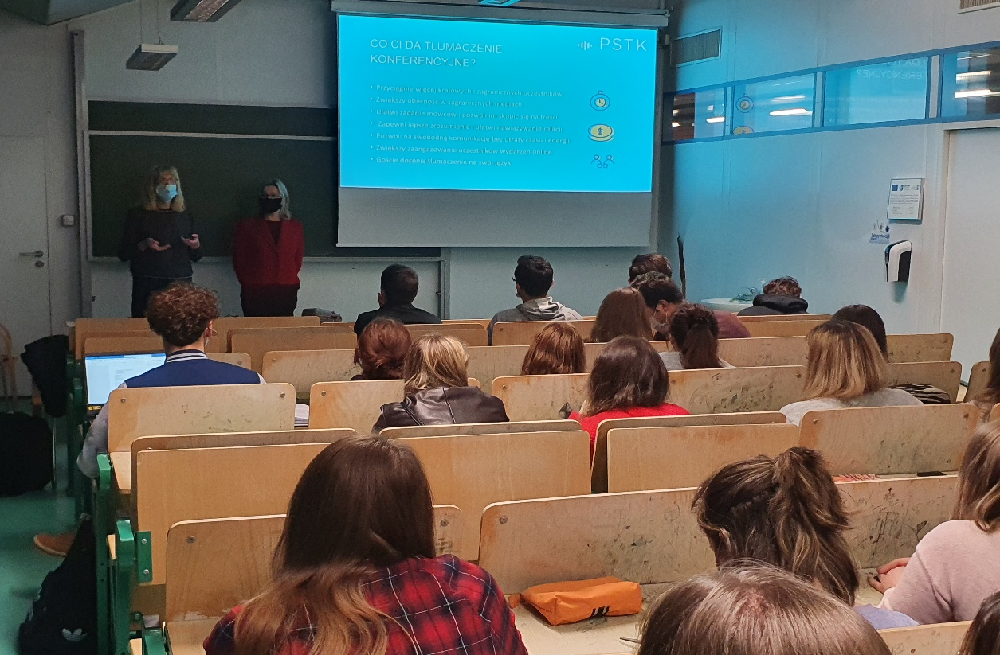 CO CI DA TŁUMACZENIE
KONFERENCYJNE?
PSTK
• Przyciągnie więcej krajowych i zagranicznych uczestników
• Zwiększy obecność w zagranicznych mediach
• Ułatwi zadanie mówców i pozwoli im skupić się na treści
• Zapewni lepsze zrozumienie i ułatwi nawiązywanie relacji
• Pozwoli na swobodną komunikację bez utraty czasu i energii
• Zwiększy zaangażowanie uczestników wydarzeń online
• Goście docenią tłumaczenie na swój język